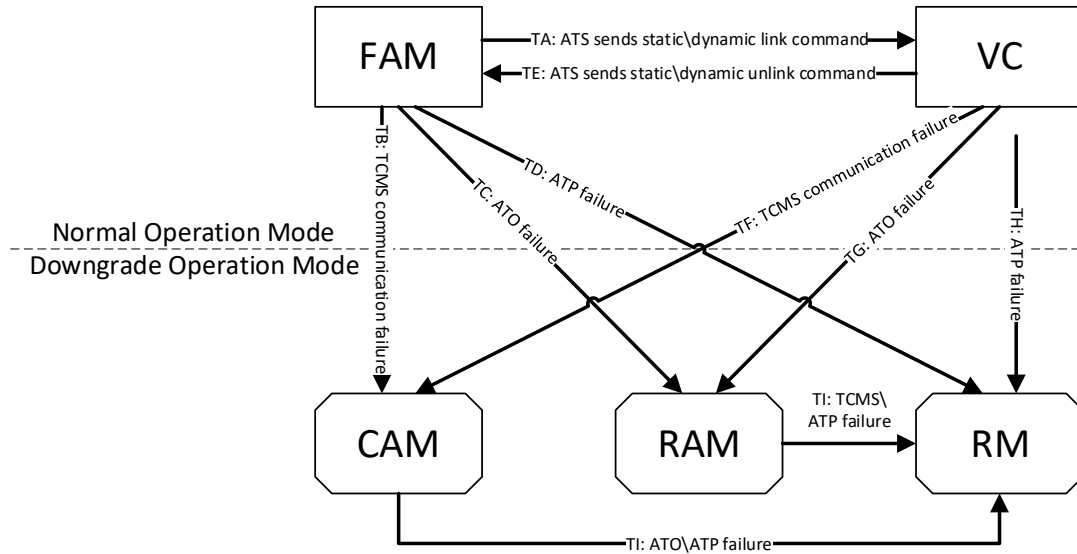 FAM
TA: ATS sends static\dynamic link command
VC
TE: ATS sends static\dynamic unlink command
TB: TCMS communication failure
TC: ATO failure
TD: ATP failure
TF: TCMS communication failure
TG: ATO failure
TH: ATP failure
Normal Operation Mode
Downgrade Operation Mode
CAM
RAM
TI: TCMS\
ATP failure
RM
TI: ATO\ATP failure